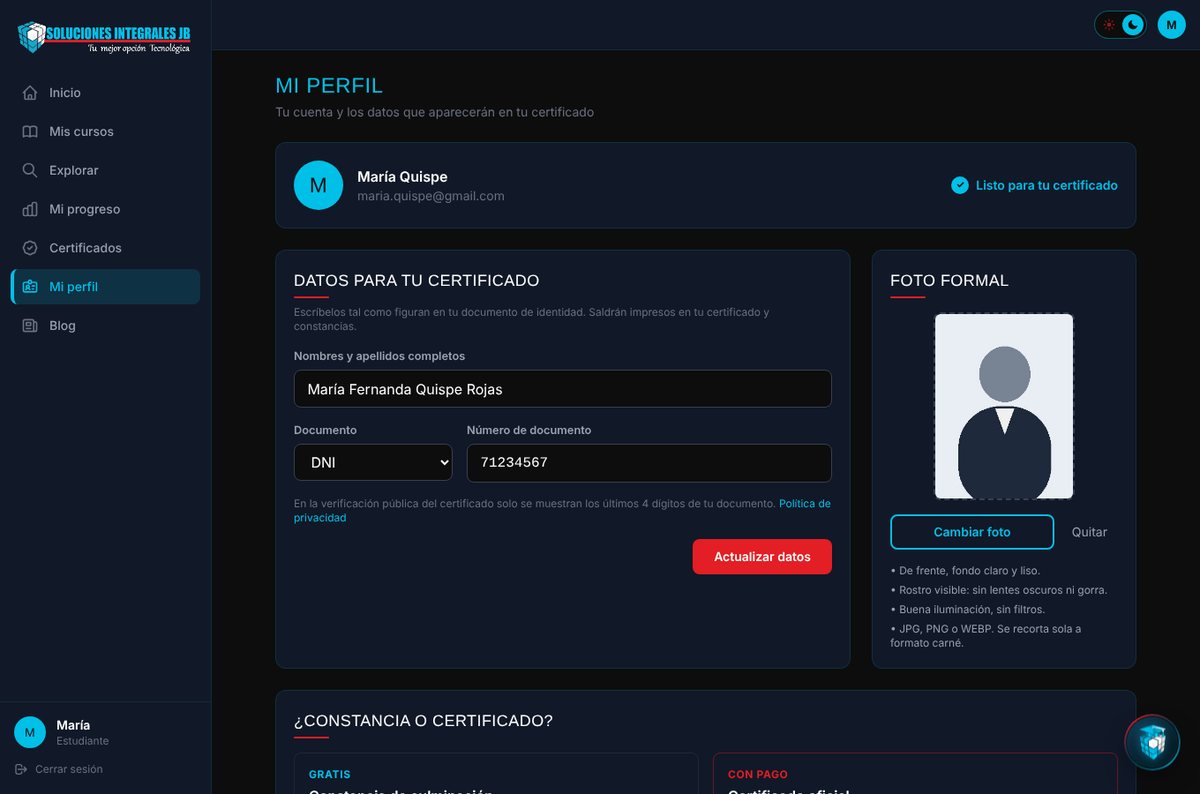 SOLUCIONES INTEGRALES JB
Tu mejor opción Tecnológica
M
Inicio
Mis cursos
Explorar
Mi progreso
Certificados
Mi perfil
Blog
María
M
Estudiante
Cerrar sesión
MI PERFIL
Tu cuenta y los datos que aparecerán en tu certificado
M
María Quispe
maria.quispe@gmail.com
Listo para tu certificado
DATOS PARA TU CERTIFICADO
Escríbelos tal como figuran en tu documento de identidad. Saldrán impresos en tu certificado y
constancias.
Nombres y apellidos completos
María Fernanda Quispe Rojas
Documento
Número de documento
DNI
71234567
En la verificación pública del certificado solo se muestran los últimos 4 dígitos de tu documento. Política de
privacidad
Actualizar datos
FOTO FORMAL
Cambiar foto
Quitar
• De frente, fondo claro y liso.
• Rostro visible: sin lentes oscuros ni gorra.
• Buena iluminación, sin filtros.
• JPG, PNG o WEBP. Se recorta sola a
formato carné.
¿CONSTANCIA O CERTIFICADO?
GRATIS
Constancia de culminación
CON PAGO
Certificado oficial